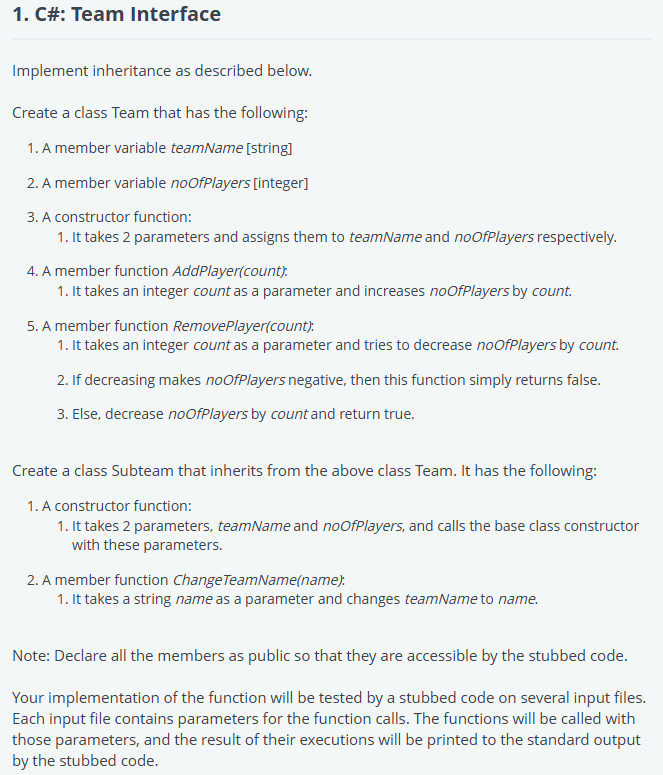 1. C#: Team Interface
Implement inheritance as described below.
Create a class Team that has the following:
1. A member variable teamName [string]
2. A member variable noOfPlayers [integer]
3. A constructor function:
1. It takes 2 parameters and assigns them to teamName and noOfPlayers respectively.
4. A member function AddPlayer(count):
1. It takes an integer count as a parameter and increases noOfPlayers by count.
5. A member function RemovePlayer(count):
1. It takes an integer count as a parameter and tries to decrease noOfPlayers by count.
2. If decreasing makes noOfPlayers negative, then this function simply returns false.
3. Else, decrease noOfPlayers by count and return true.
Create a class Subteam that inherits from the above class Team. It has the following:
1. A constructor function:
1. It takes 2 parameters, teamName and noOfPlayers, and calls the base class constructor
with these parameters.
2. A member function ChangeTeamName(name):
1. It takes a string name as a parameter and changes teamName to name.
Note: Declare all the members as public so that they are accessible by the stubbed code.
Your implementation of the function will be tested by a stubbed code on several input files.
Each input file contains parameters for the function calls. The functions will be called with
those parameters, and the result of their executions will be printed to the standard output
by the stubbed code.